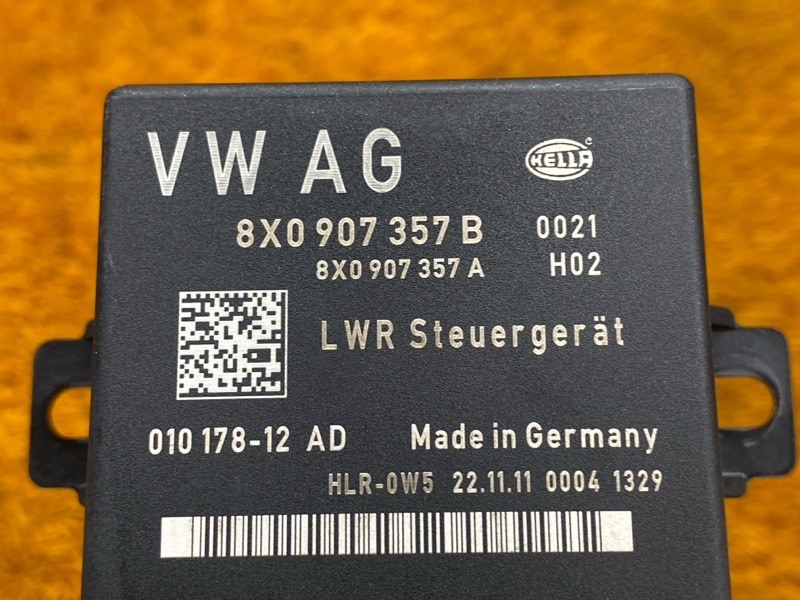 VW AG HELLA
8X0 907 357 B 0021
8X0 907 357 A H02
LWR Steuergerät
010 178-12 AD Made in Germany
HLR-0W5 22.11.11 0004 1329